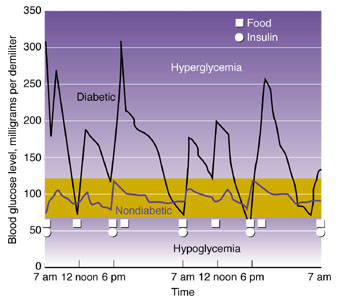 350
Food
Insulin
300
Hyperglycemia
250
Diabetic
200
150
100
Nondiabetic
50
Hypoglycemia
0
Blood glucose level, milligrams per demiliter
7 am 12 noon 6 pm 7 am 12 noon 6 pm 7 am
Time